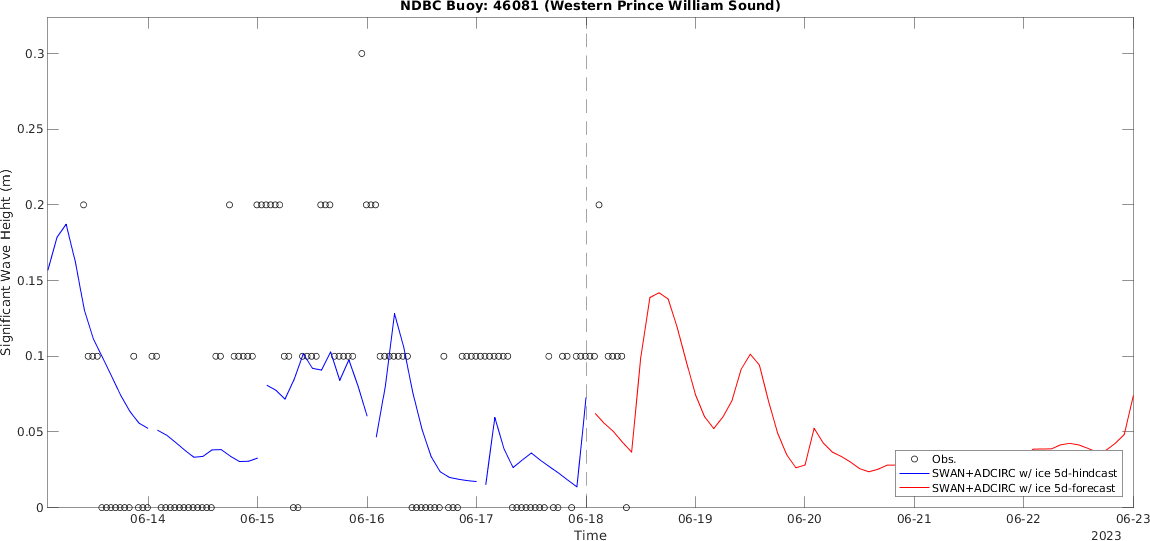 NDBC Buoy: 46081 (Western Prince William Sound)
Significant Wave Height (m)
0.3
0.25
0.2
0.15
0.1
0.05
0
06-14 06-15 06-16 06-17 06-18 06-19 06-20 06-21 06-22 06-23
Time
2023
Obs.
SWAN+ADCIRC w/ ice 5d-hindcast
SWAN+ADCIRC w/ ice 5d-forecast